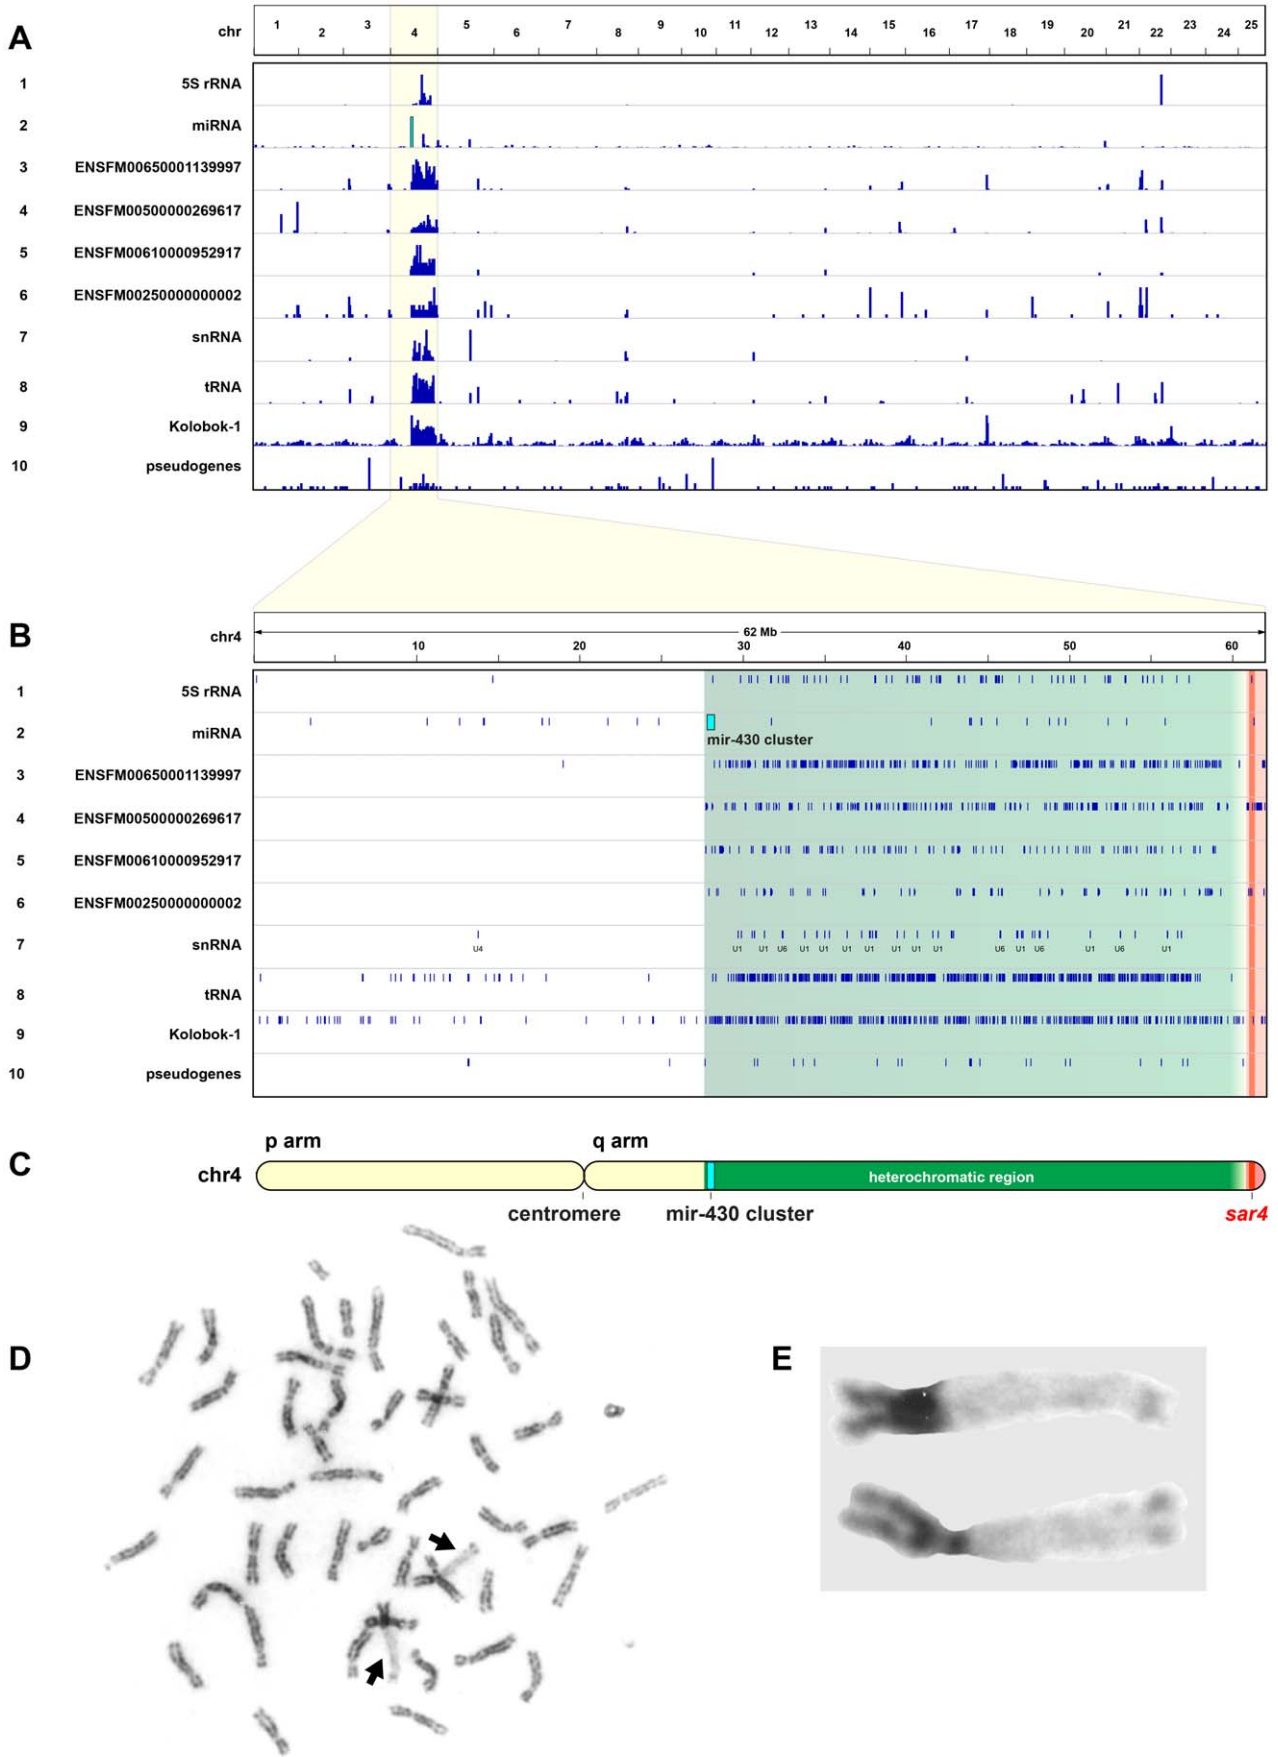 A
chr 1 2 3 4 5 6 7 8 9 10 11 12 13 14 15 16 17 18 19 20 21 22 23 24 25
1 5S rRNA
2 miRNA
3 ENSFM00650001139997
4 ENSFM00500000269617
5 ENSFM00610000952917
6 ENSFM00250000000002
7 snRNA
8 tRNA
9 Kolobok-1
10 pseudogenes
B
chr4 62 Mb
10 20 30 40 50 60
1 5S rRNA
2 miRNA
mir-430 cluster
3 ENSFM00650001139997
4 ENSFM00500000269617
5 ENSFM00610000952917
6 ENSFM00250000000002
7 snRNA
U4 U1 U1 U6 U1 U1 U1 U1 U1 U1 U1 U6 U1 U6 U1 U6 U1
8 tRNA
9 Kolobok-1
10 pseudogenes
p arm q arm
C
chr4 heterochromatic region
centromere mir-430 cluster sar4
D E